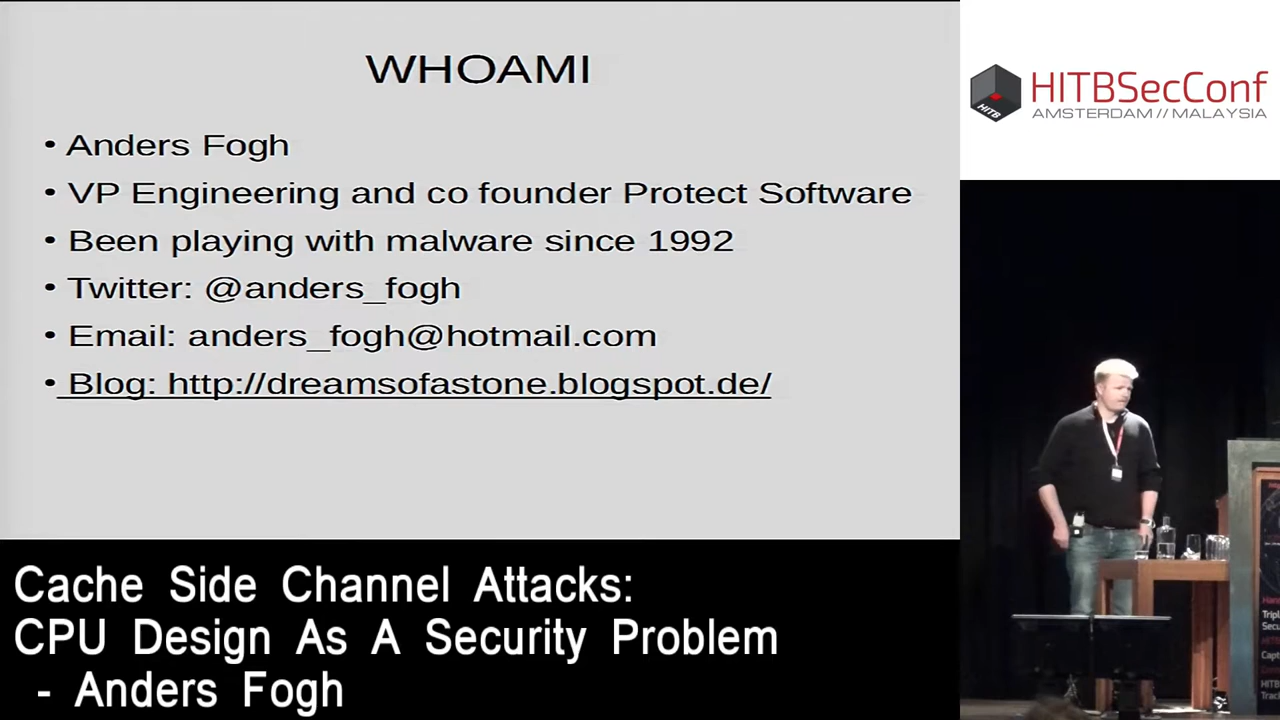 WHOAMI
• Anders Fogh
• VP Engineering and co founder Protect Software
• Been playing with malware since 1992
• Twitter: @anders_fogh
• Email: anders_fogh@hotmail.com
• Blog: http://dreamsofastone.blogspot.de/
HITB
HITBSecConf
AMSTERDAM // MALAYSIA
Cache Side Channel Attacks:
CPU Design As A Security Problem
- Anders Fogh